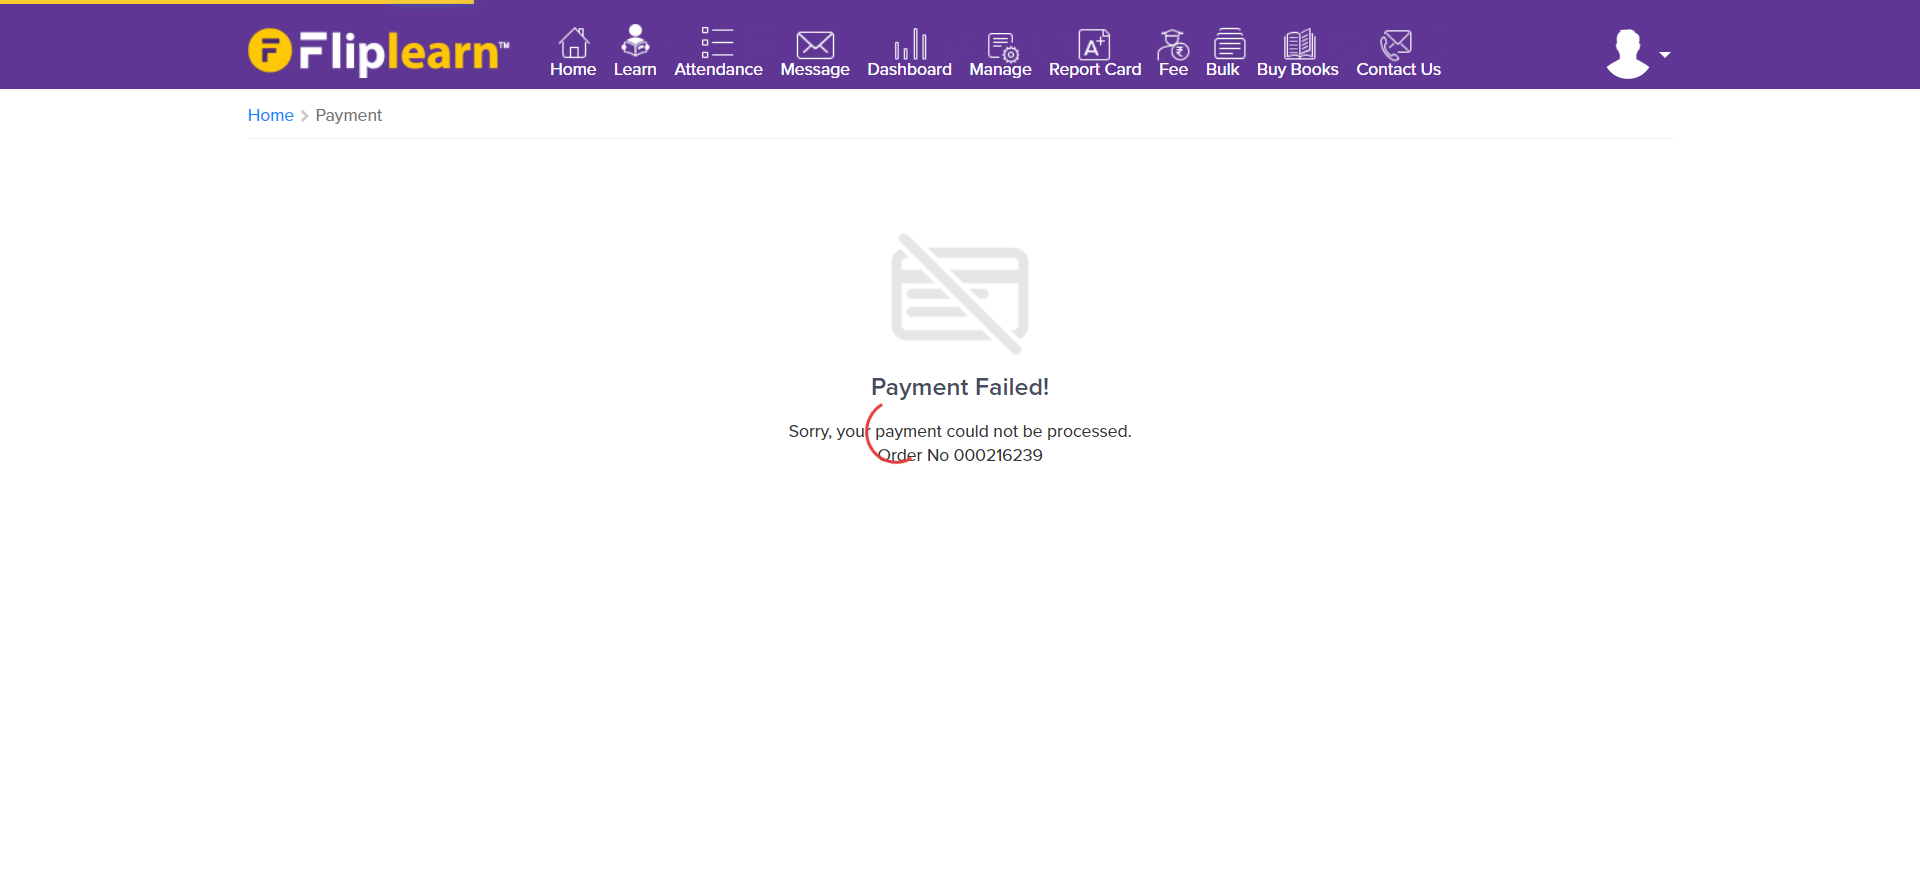 Fliplearn™
Home Learn Attendance Message Dashboard Manage Report Card Fee Bulk Buy Books Contact Us
Home Payment
Payment Failed!
Sorry, your payment could not be processed.
Order No 000216239